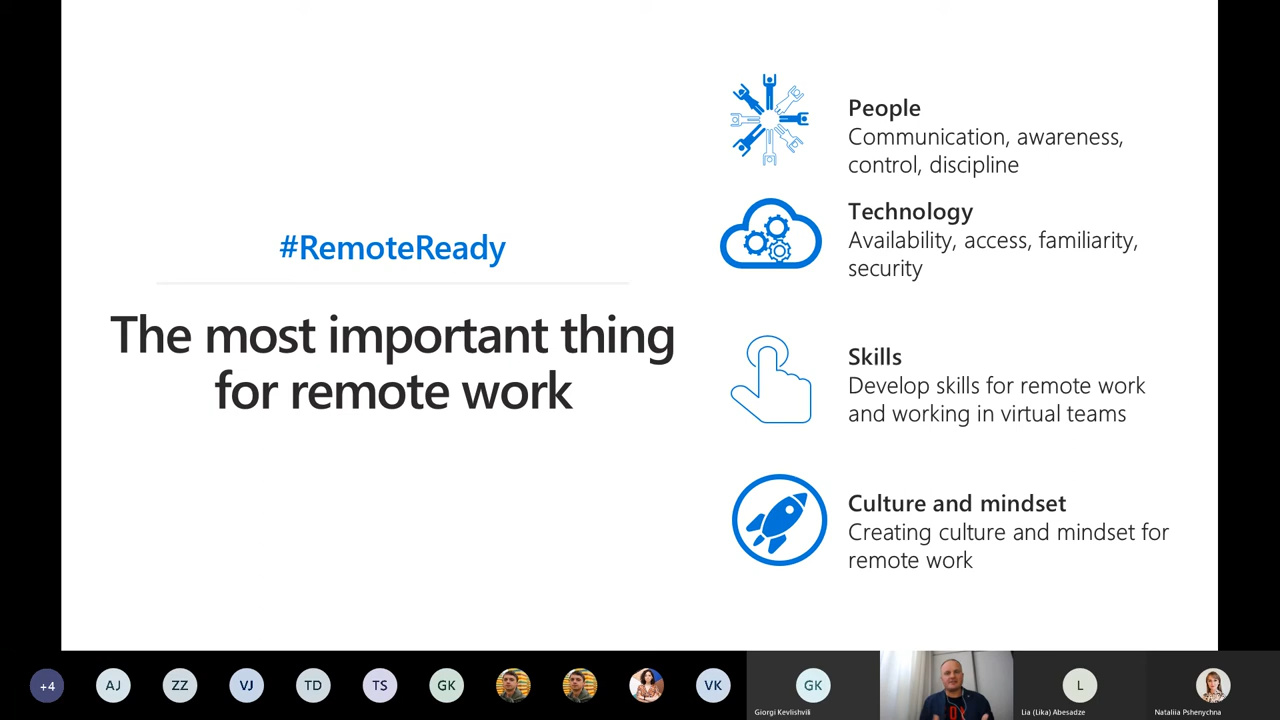 #RemoteReady
The most important thing
for remote work
People
Communication, awareness,
control, discipline
Technology
Availability, access, familiarity,
security
Skills
Develop skills for remote work
and working in virtual teams
Culture and mindset
Creating culture and mindset for
remote work
+4
AJ
ZZ
VJ
TD
TS
GK
VK
GK
L
Giorgi Kevlishvili
Lia (Lika) Abesadze
Nataliia Pshenychna